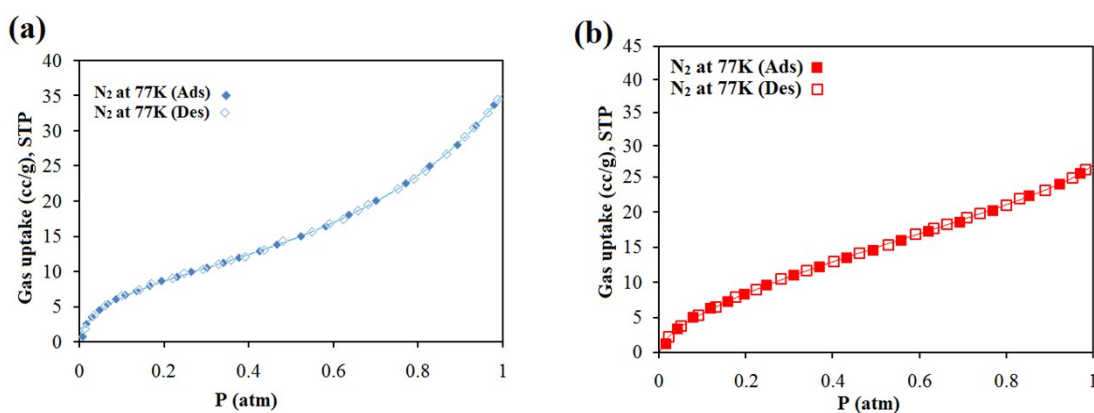 (a)
40
35
30
25
20
15
10
5
0
Gas uptake (cc/g), STP
N₂ at 77K (Ads)
N₂ at 77K (Des)
0 0.2 0.4 0.6 0.8 1
P (atm)
(b)
45
40
35
30
25
20
15
10
5
0
Gas uptake (cc/g), STP
N₂ at 77K (Ads)
N₂ at 77K (Des)
0 0.2 0.4 0.6 0.8 1
P (atm)